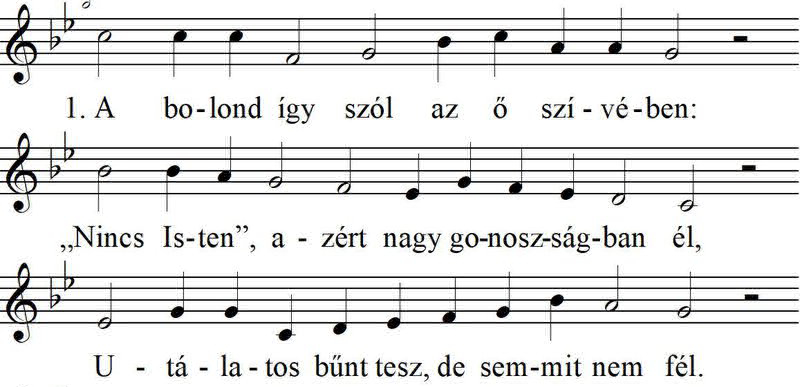 1. A bo-lond így szól az ő szí-vé-ben:
„Nincs Is-ten”, a-zért nagy go-nosz-ság-ban él,
U-tá-la-tos bűnt tesz, de sem-mit nem fél.